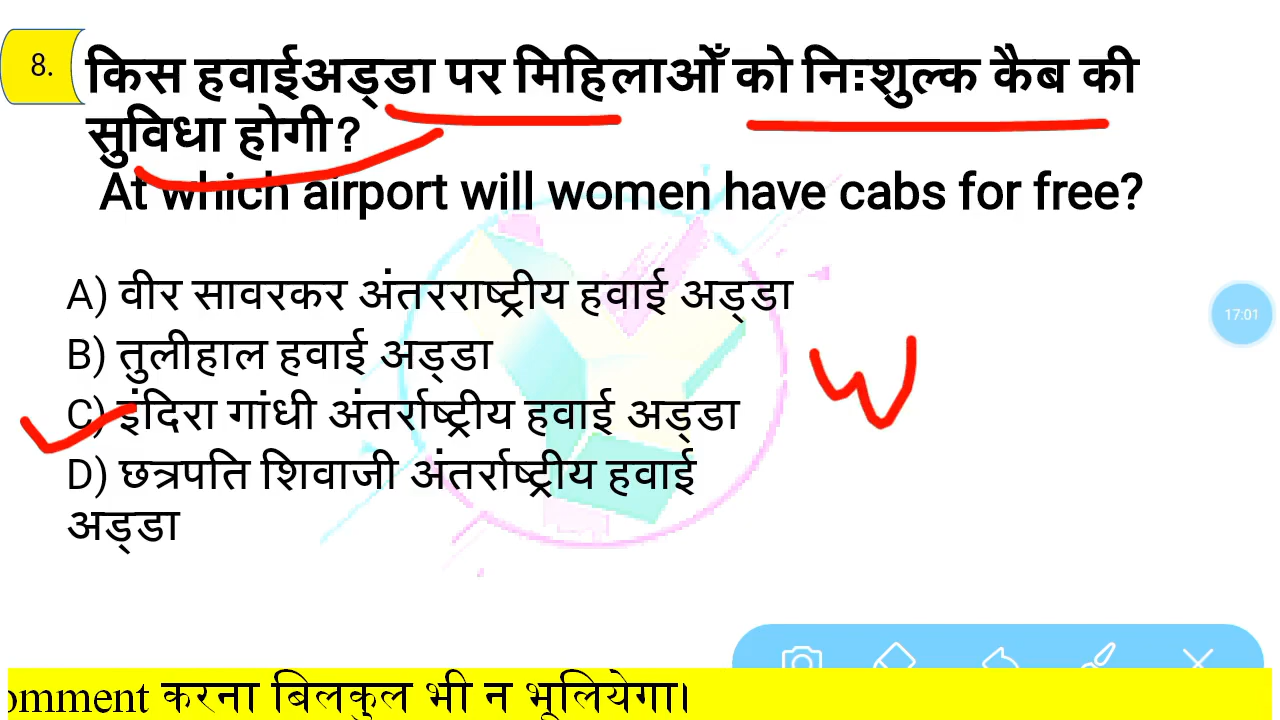 8.
किस हवाईअड्डा पर मिहिलाओँ को निःशुल्क कैब की
सुविधा होगी?
At which airport will women have cabs for free?
A) वीर सावरकर अंतरराष्ट्रीय हवाई अड्डा
B) तुलीहाल हवाई अड्डा
C) इंदिरा गांधी अंतर्राष्ट्रीय हवाई अड्डा
D) छत्रपति शिवाजी अंतर्राष्ट्रीय हवाई
अड्डा
W
17:01
omment करना बिलकुल भी न भूलियेगा।